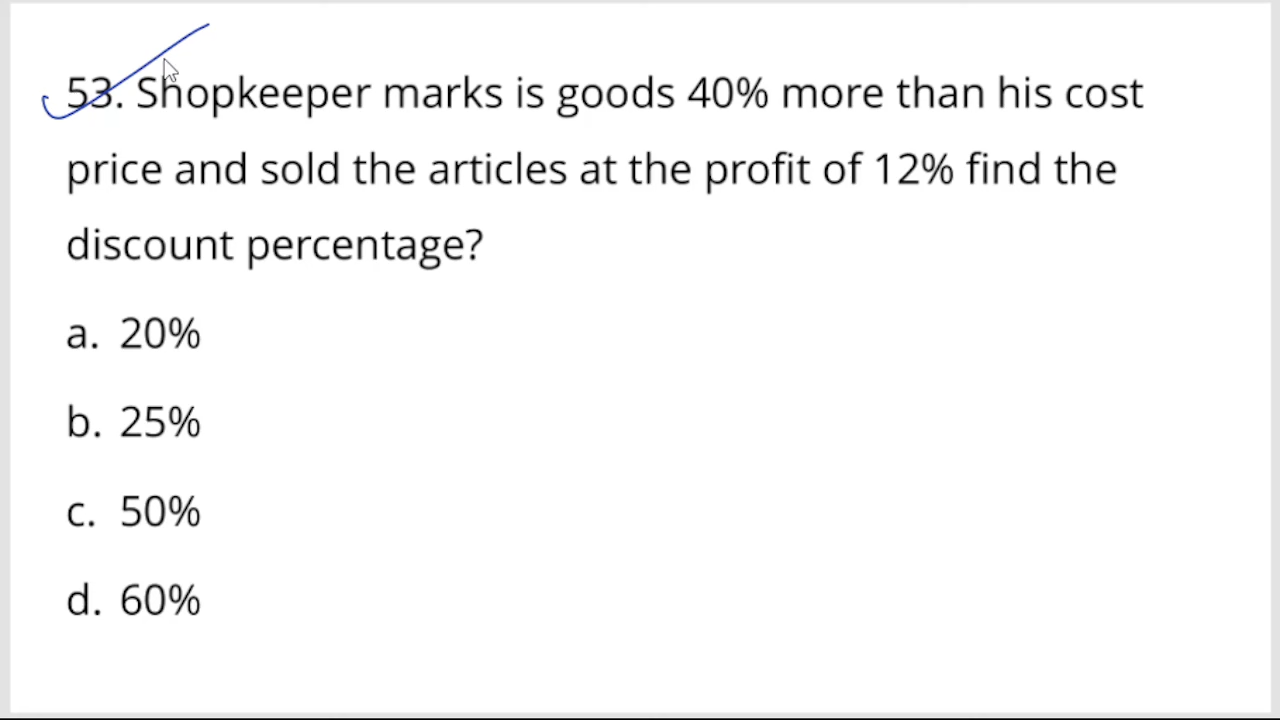 53. Shopkeeper marks is goods 40% more than his cost
price and sold the articles at the profit of 12% find the
discount percentage?
a. 20%
b. 25%
c. 50%
d. 60%